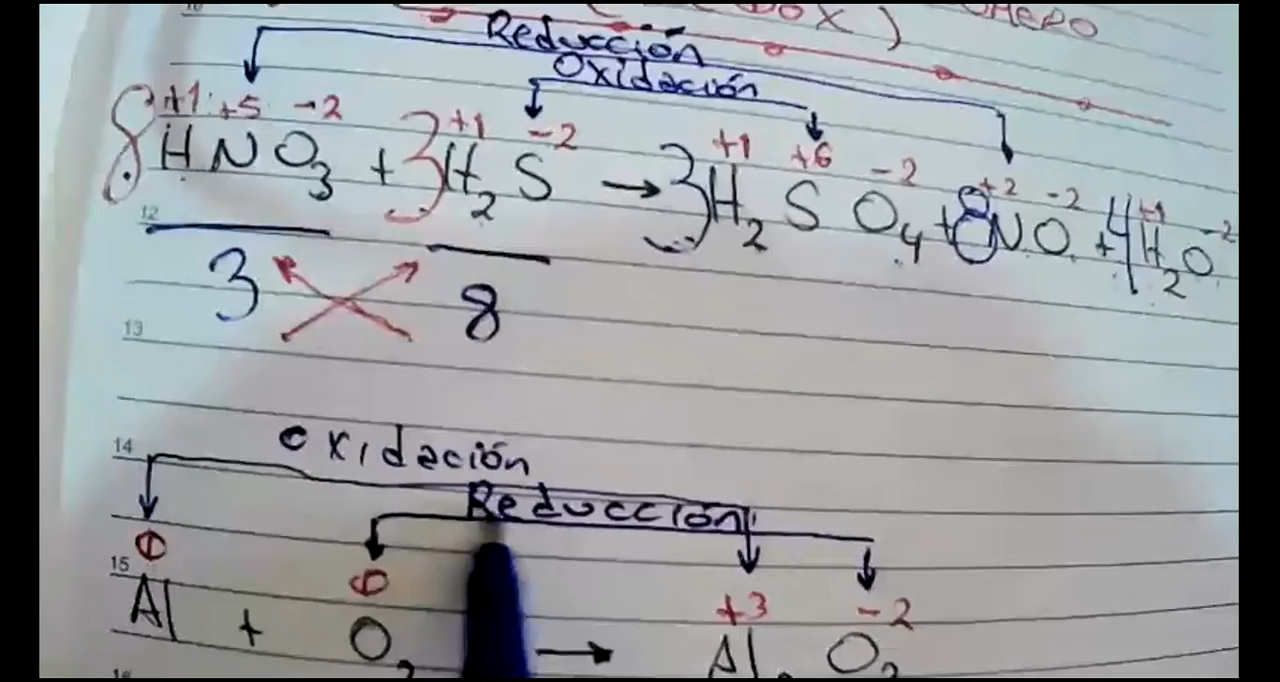 OX)
Reducción
Oxidación
+1 +5 -2 +1 -2 +1 +6 -2 +2 -2 +1 -2
8HNO3 + 3H2S → 3H2SO4 + 8NO + 4H2O
12
3 8
13
14 oxidación
Reducción
0 0 +3 -2
15
Al + O2 → Al2O3